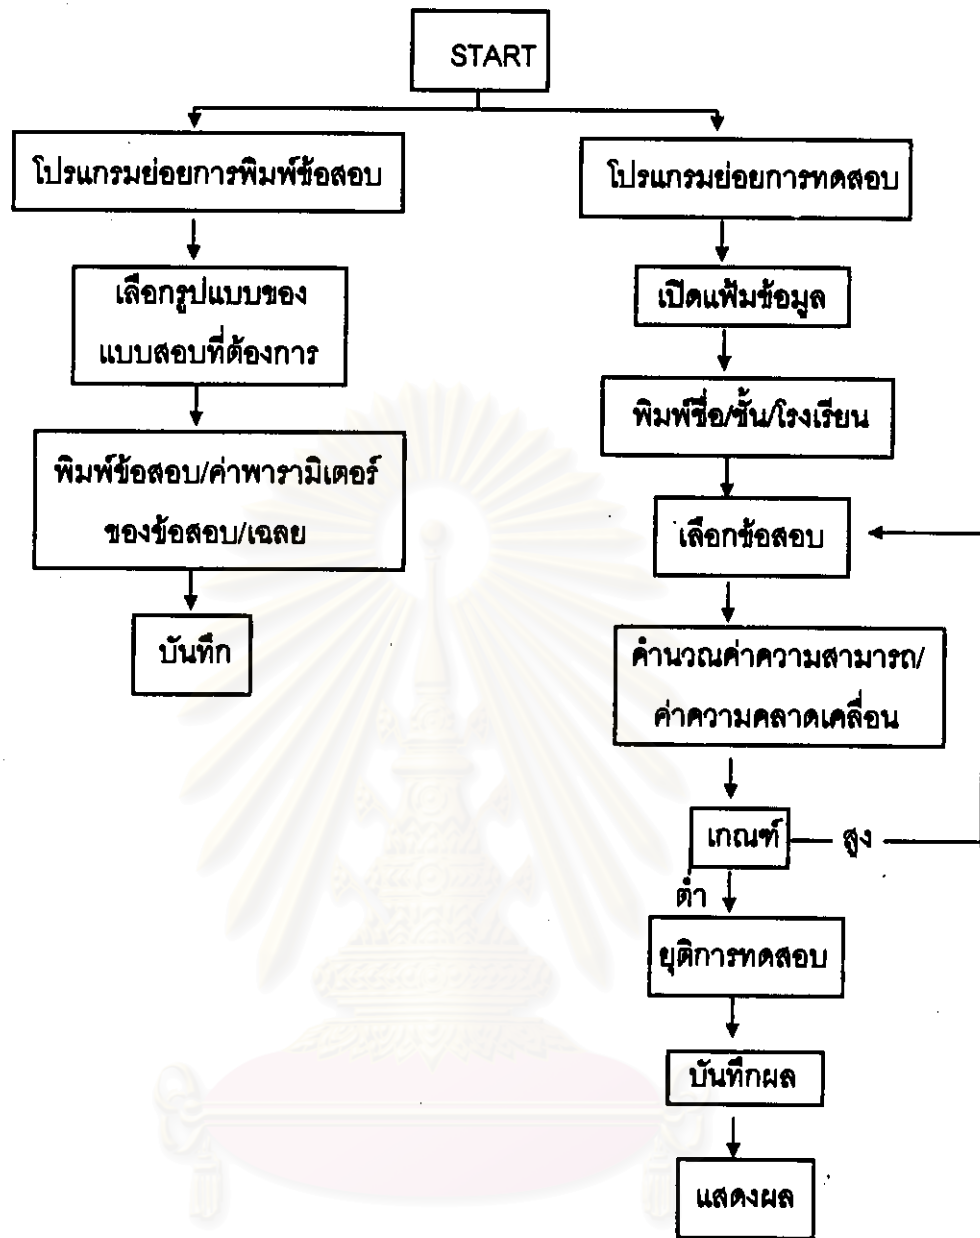 START
โปรแกรมย่อยการพิมพ์ข้อสอบ
เลือกรูปแบบของ
แบบสอบที่ต้องการ
พิมพ์ข้อสอบ/ค่าพารามิเตอร์
ของข้อสอบ/เฉลย
บันทึก
โปรแกรมย่อยการทดสอบ
เปิดแฟ้มข้อมูล
พิมพ์ชื่อ/ชั้น/โรงเรียน
เลือกข้อสอบ
คำนวณค่าความสามารถ/
ค่าความคลาดเคลื่อน
เกณฑ์
สูง
ต่ำ
ยุติการทดสอบ
บันทึกผล
แสดงผล